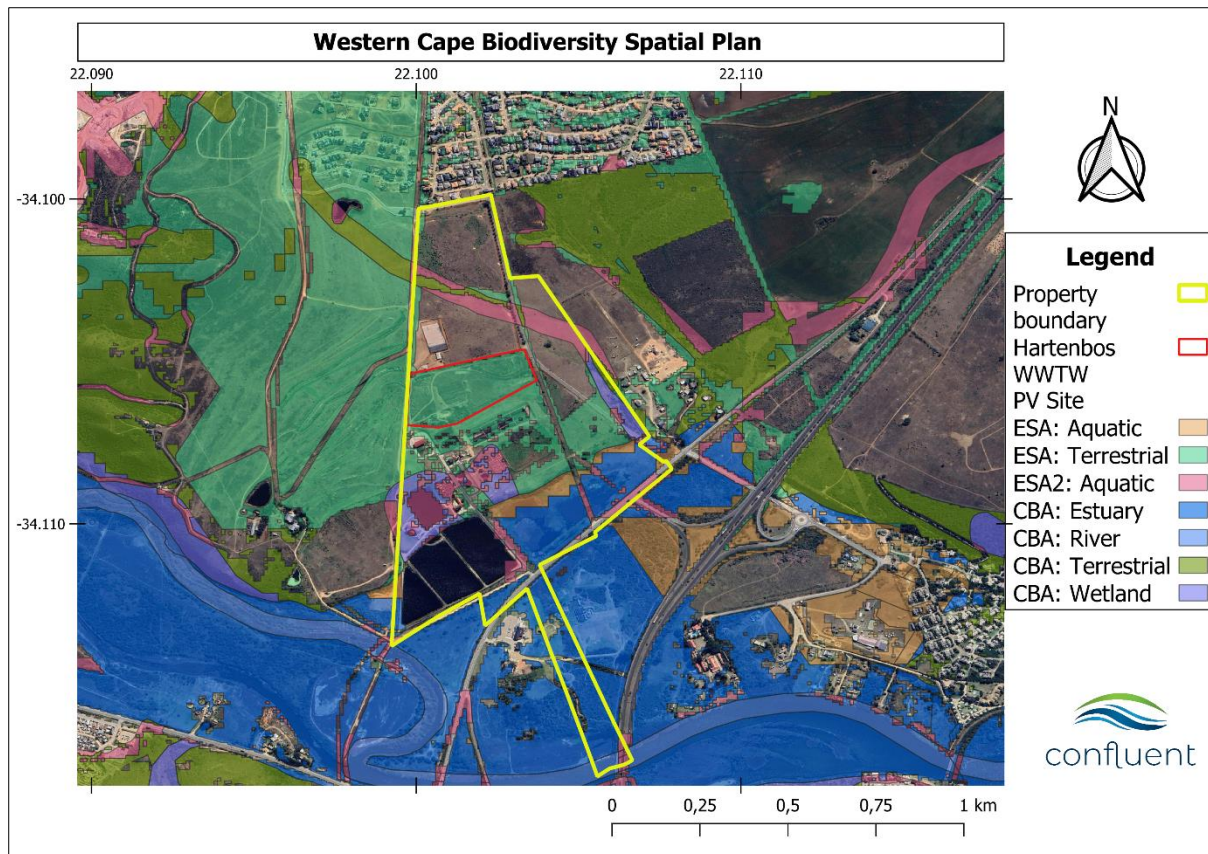 Western Cape Biodiversity Spatial Plan
22.090 22.100 22.110
-34.100
-34.110
N
Legend
Property
boundary
Hartenbos
WWTW
PV Site
ESA: Aquatic
ESA: Terrestrial
ESA2: Aquatic
CBA: Estuary
CBA: River
CBA: Terrestrial
CBA: Wetland
confluent
0 0,25 0,5 0,75 1 km